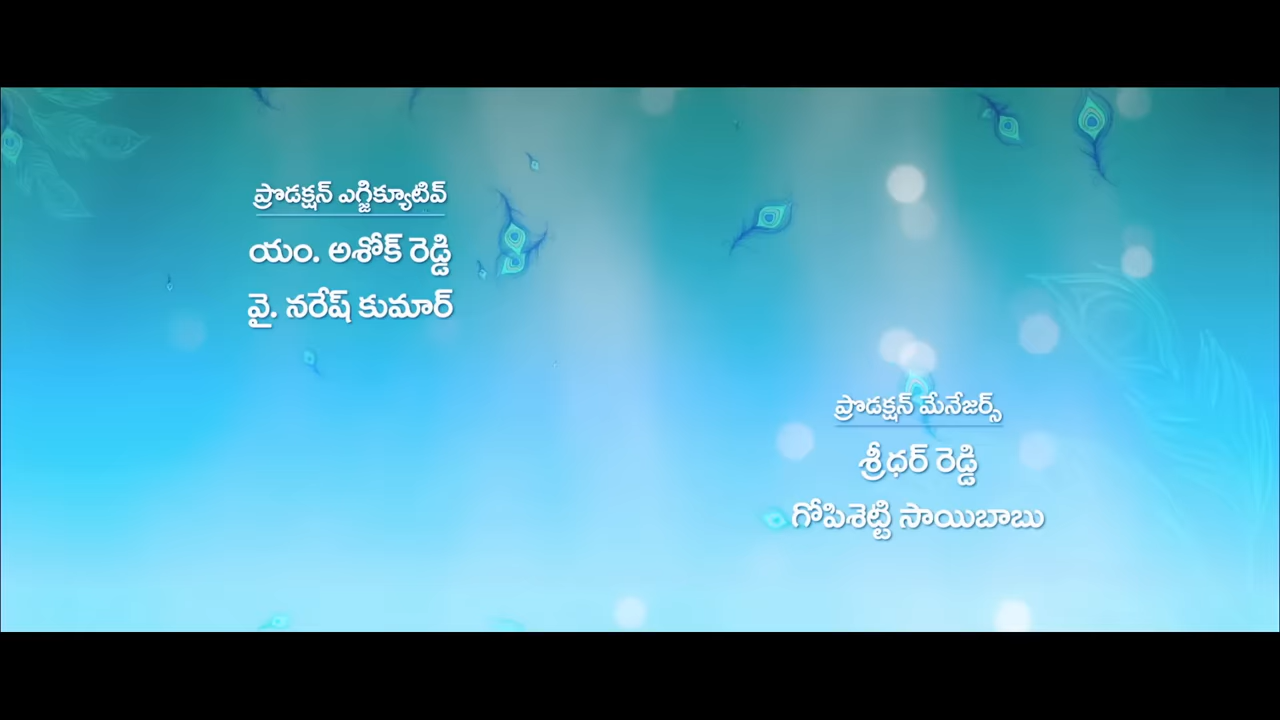 ప్రొడక్షన్ ఎగ్జిక్యూటివ్
యం. అశోక్ రెడ్డి
వై. నరేష్ కుమార్
ప్రొడక్షన్ మేనేజర్స్
శ్రీధర్ రెడ్డి
గోపిశెట్టి సాయిబాబు